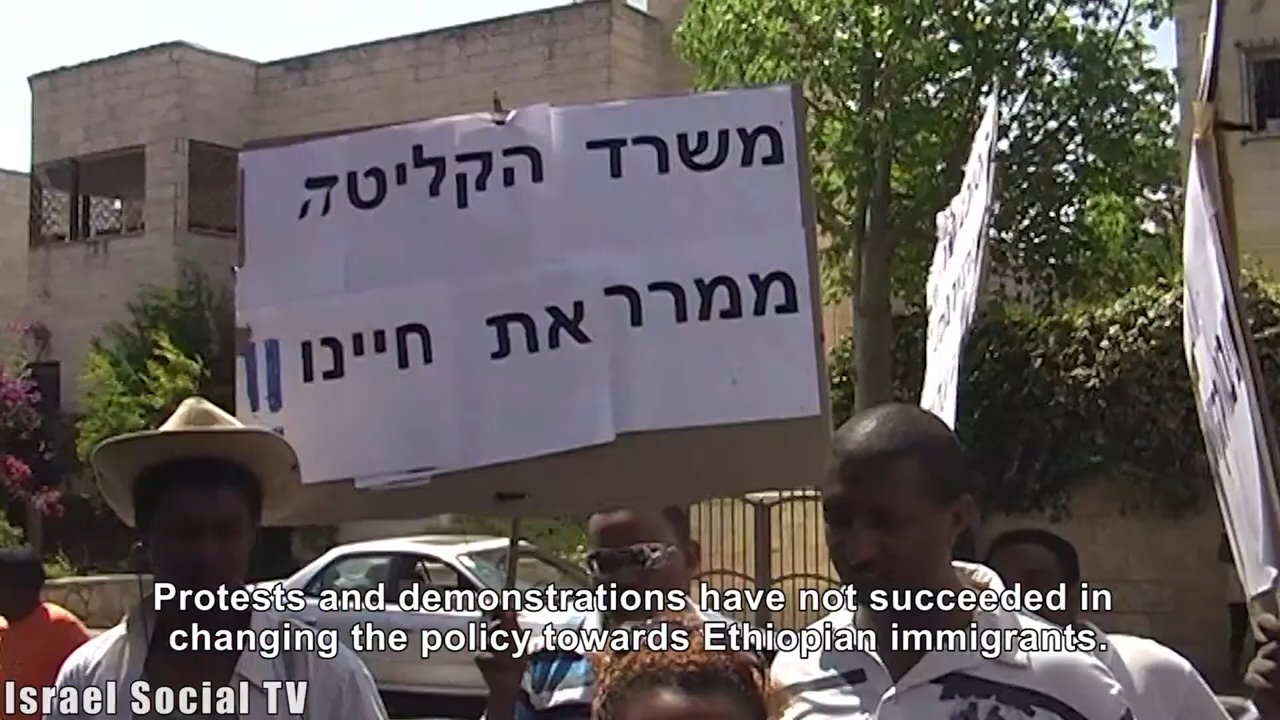 משרד הקליטה
ממרר את חיינו !!
Protests and demonstrations have not succeeded in
changing the policy towards Ethiopian immigrants.
Israel Social TV